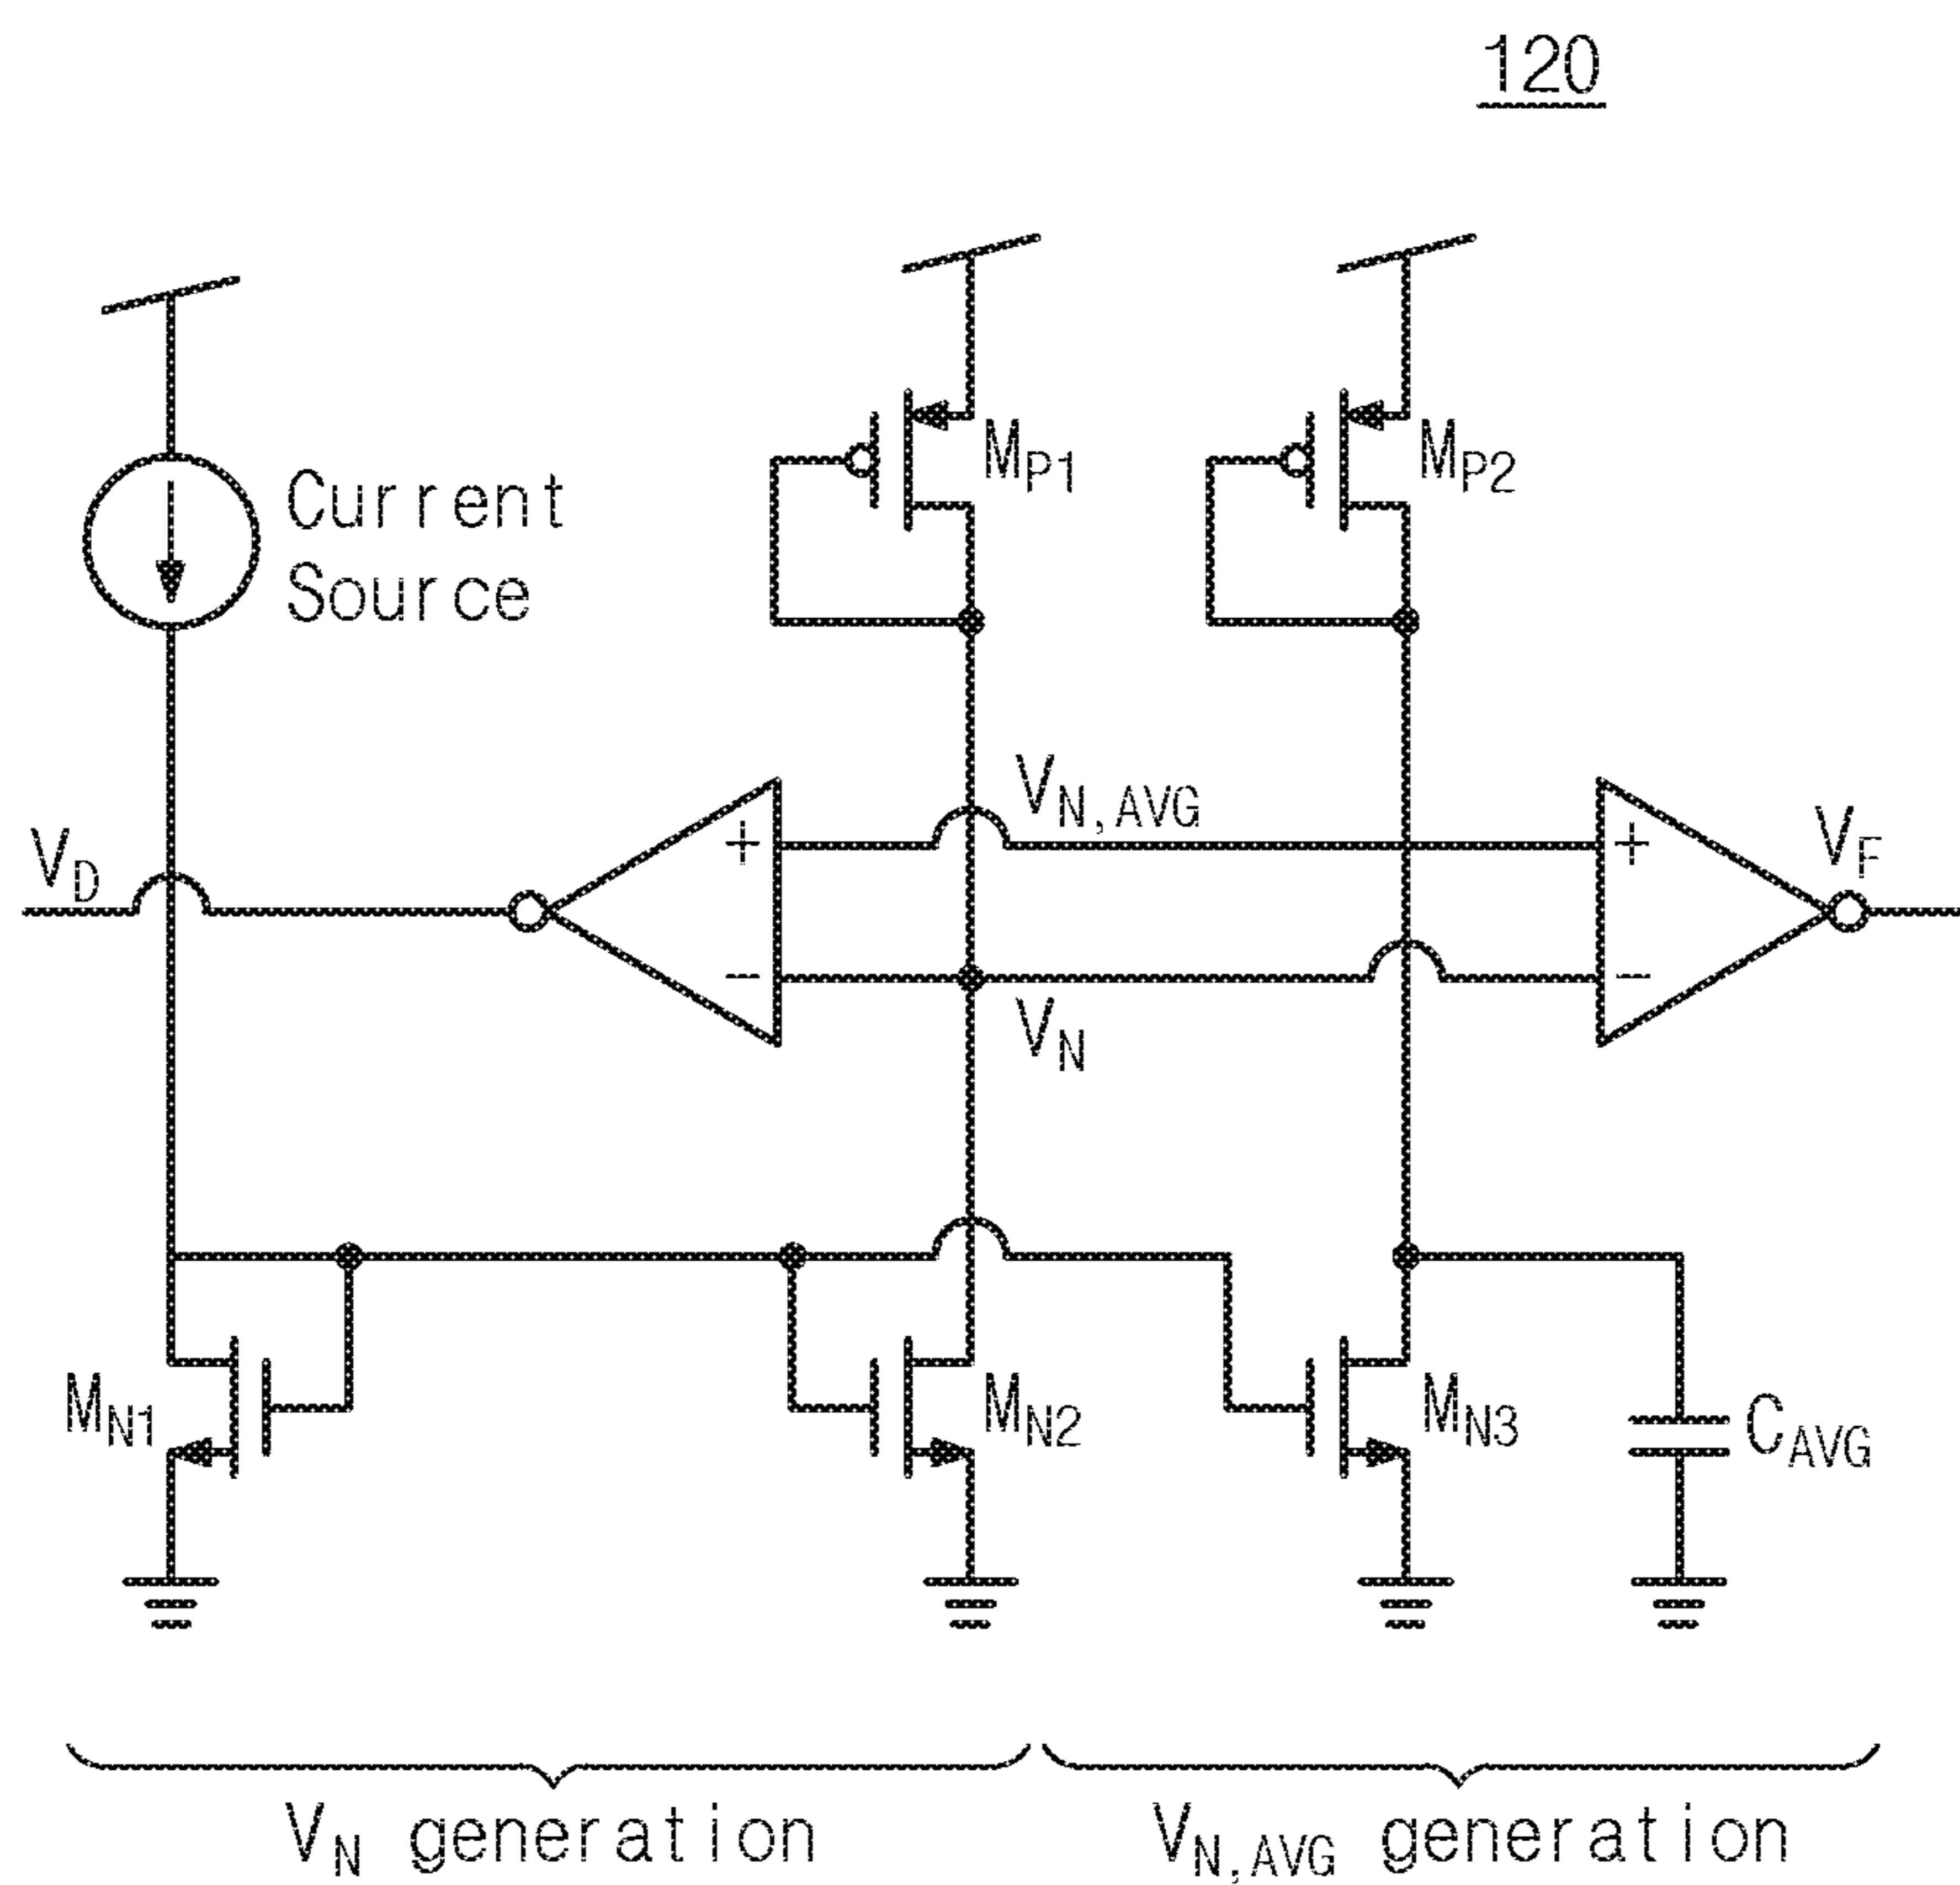 120
Current
Source
M_P1
M_P2
V_N,AVG
V_D
+
+
V_F
−
−
V_N
M_N1
M_N2
M_N3
C_AVG
V_N generation
V_N,AVG generation